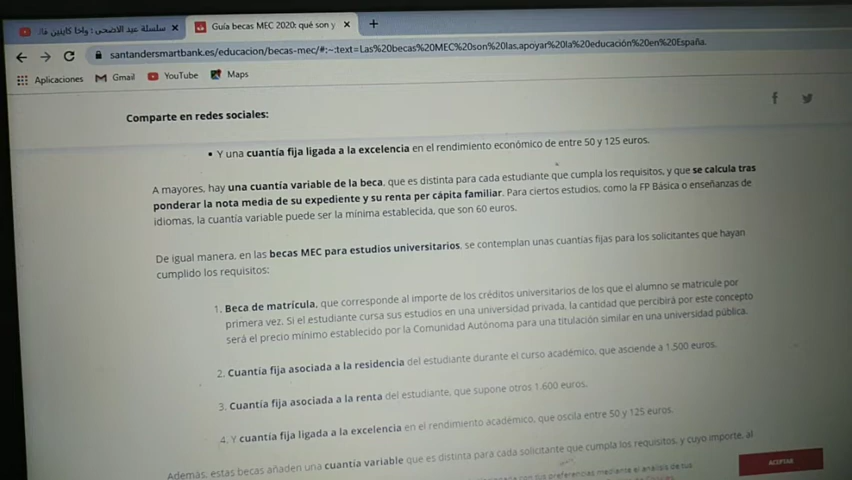 سلسلة عيد الاضحى : واخا كايتين فا
Guía becas MEC 2020: qué son y
santandersmartbank.es/educacion/becas-mec/#:~:text=Las%20becas%20MEC%20son%20las,apoyar%20la%20educación%20en%20España.
Aplicaciones
Gmail
YouTube
Maps
Comparte en redes sociales:
• Y una cuantía fija ligada a la excelencia en el rendimiento económico de entre 50 y 125 euros.
A mayores, hay una cuantía variable de la beca, que es distinta para cada estudiante que cumpla los requisitos, y que se calcula tras
ponderar la nota media de su expediente y su renta per cápita familiar. Para ciertos estudios, como la FP Básica o enseñanzas de
idiomas, la cuantía variable puede ser la mínima establecida, que son 60 euros.
De igual manera, en las becas MEC para estudios universitarios, se contemplan unas cuantías fijas para los solicitantes que hayan
cumplido los requisitos:
1. Beca de matrícula, que corresponde al importe de los créditos universitarios de los que el alumno se matricule por
primera vez. Si el estudiante cursa sus estudios en una universidad privada, la cantidad que percibirá por este concepto
será el precio mínimo establecido por la Comunidad Autónoma para una titulación similar en una universidad pública.
2. Cuantía fija asociada a la residencia del estudiante durante el curso académico, que asciende a 1.500 euros.
3. Cuantía fija asociada a la renta del estudiante, que supone otros 1.600 euros.
4. Y cuantía fija ligada a la excelencia en el rendimiento académico, que oscila entre 50 y 125 euros.
Además, estas becas añaden una cuantía variable que es distinta para cada solicitante que cumpla los requisitos, y cuyo importe, al
con tus preferencias mediante el análisis de tus
ACEPTAR